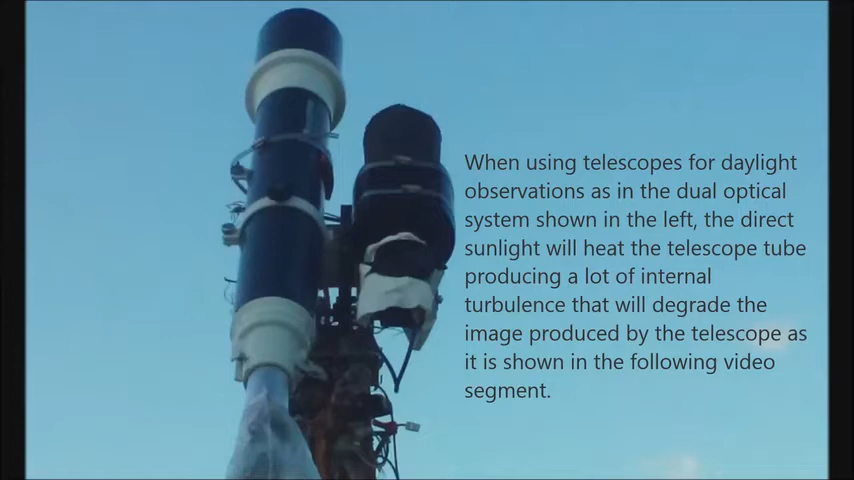 When using telescopes for daylight
observations as in the dual optical
system shown in the left, the direct
sunlight will heat the telescope tube
producing a lot of internal
turbulence that will degrade the
image produced by the telescope as
it is shown in the following video
segment.